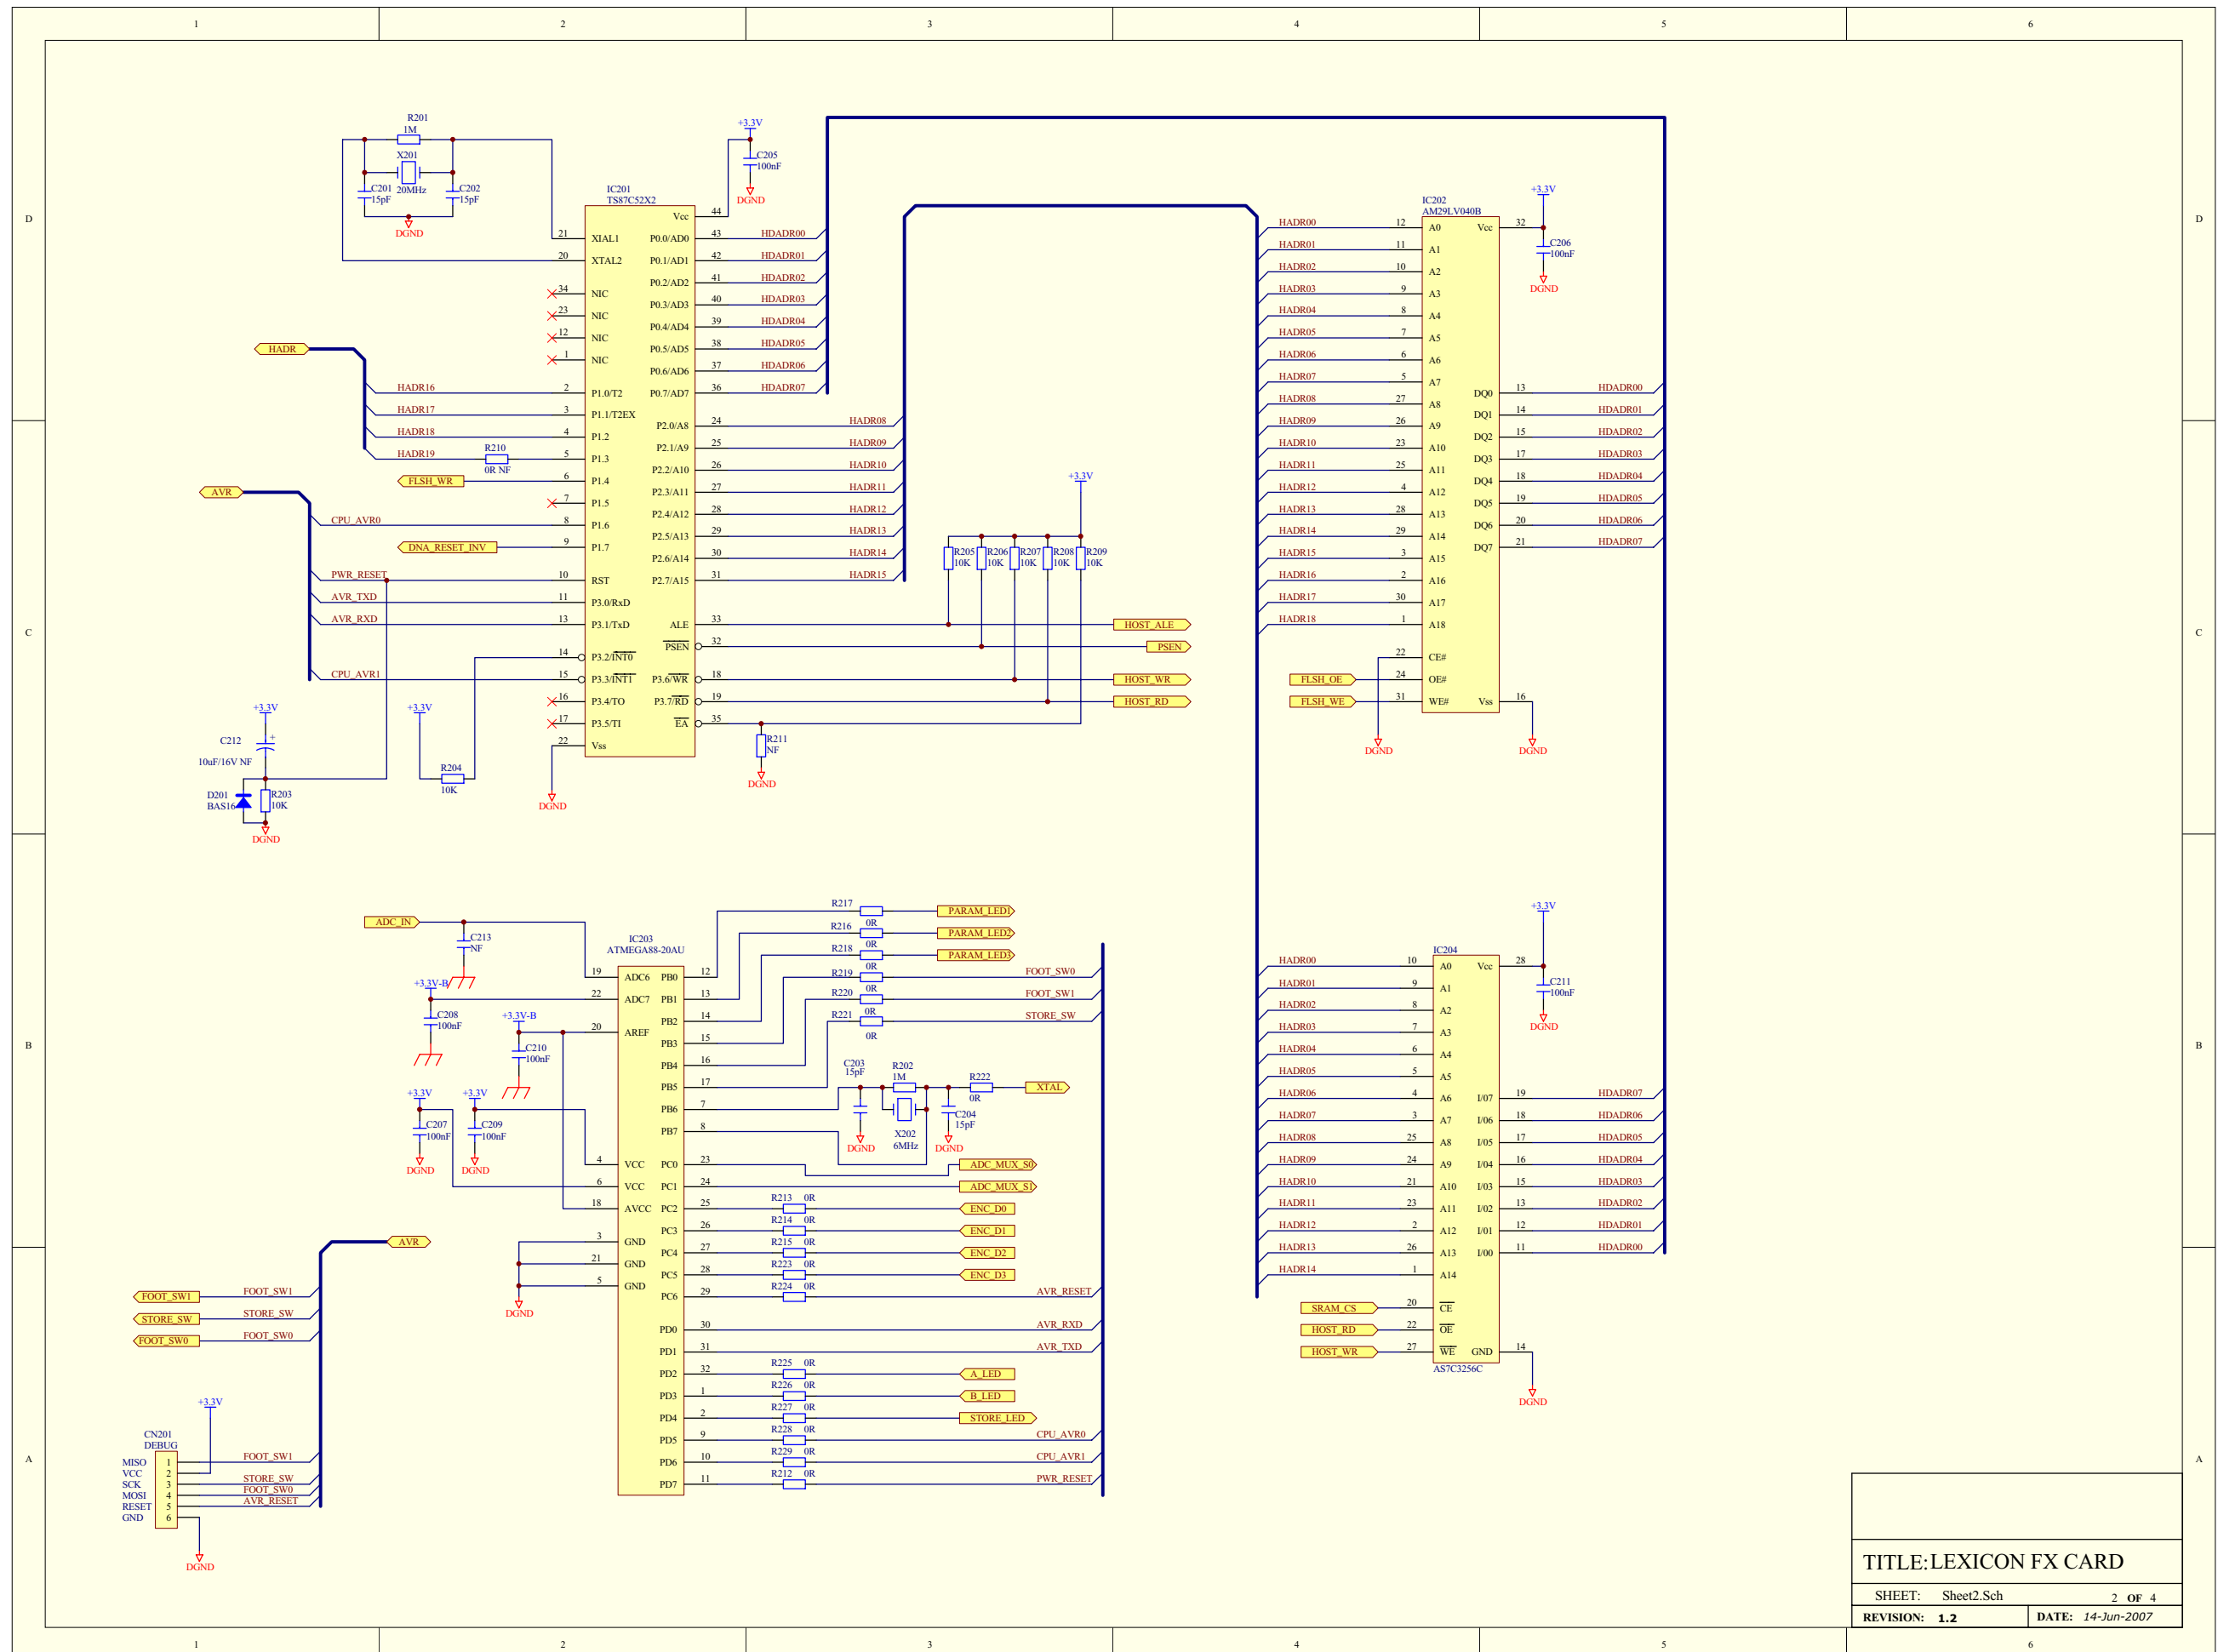 1 2 3 4 5 6
D
D
C
C
B
B
A
A
R201
1M
X201
20MHz
C201
15pF
C202
15pF
DGND
+3.3V
C205
100nF
DGND
IC201
TS87C52X2
Vcc 44
21 XIAL1 P0.0/AD0 43 HDADR00
20 XTAL2 P0.1/AD1 42 HDADR01
P0.2/AD2 41 HDADR02
34 NIC P0.3/AD3 40 HDADR03
23 NIC P0.4/AD4 39 HDADR04
12 NIC P0.5/AD5 38 HDADR05
1 NIC P0.6/AD6 37 HDADR06
HADR
HADR16 2 P1.0/T2 P0.7/AD7 36 HDADR07
HADR17 3 P1.1/T2EX
HADR18 4 P1.2 P2.0/A8 24 HADR08
HADR19 R210 0R NF 5 P1.3 P2.1/A9 25 HADR09
P2.2/A10 26 HADR10
FLSH_WR 6 P1.4 P2.3/A11 27 HADR11
AVR
7 P1.5 P2.4/A12 28 HADR12
CPU_AVR0 8 P1.6 P2.5/A13 29 HADR13
DNA_RESET_INV 9 P1.7 P2.6/A14 30 HADR14
PWR_RESET 10 RST P2.7/A15 31 HADR15
AVR_TXD 11 P3.0/RxD
AVR_RXD 13 P3.1/TxD ALE 33 HOST_ALE
14 P3.2/INT0 PSEN 32 PSEN
CPU_AVR1 15 P3.3/INT1 P3.6/WR 18 HOST_WR
16 P3.4/TO P3.7/RD 19 HOST_RD
17 P3.5/TI EA 35
22 Vss
DGND
+3.3V
R205 R206 R207 R208 R209
10K 10K 10K 10K 10K
R211
NF
DGND
+3.3V
C212
+
10uF/16V NF
D201
BAS16
R203
10K
DGND
+3.3V
R204
10K
IC202
AM29LV040B
+3.3V
C206
100nF
DGND
HADR00 12 A0 Vcc 32
HADR01 11 A1
HADR02 10 A2
HADR03 9 A3
HADR04 8 A4
HADR05 7 A5
HADR06 6 A6
HADR07 5 A7
DQ0 13 HDADR00
HADR08 27 A8
DQ1 14 HDADR01
HADR09 26 A9
DQ2 15 HDADR02
HADR10 23 A10
DQ3 17 HDADR03
HADR11 25 A11
DQ4 18 HDADR04
HADR12 4 A12
DQ5 19 HDADR05
HADR13 28 A13
DQ6 20 HDADR06
HADR14 29 A14
DQ7 21 HDADR07
HADR15 3 A15
HADR16 2 A16
HADR17 30 A17
HADR18 1 A18
22 CE#
FLSH_OE 24 OE#
FLSH_WE 31 WE# Vss 16
DGND
DGND
ADC_IN
C213
NF
+3.3V-B
C208
100nF
+3.3V-B
C210
100nF
+3.3V
C207
100nF
DGND
+3.3V
C209
100nF
DGND
IC203
ATMEGA88-20AU
19 ADC6 PB0 12 R217 0R PARAM_LED1
22 ADC7 PB1 13 R216 0R PARAM_LED2
PB2 14 R218 0R PARAM_LED3
20 AREF
PB3 15 R219 0R FOOT_SW0
PB4 16 R220 0R FOOT_SW1
PB5 17 R221 0R STORE_SW
PB6 7
PB7 8
C203
15pF
R202
1M
R222
0R
XTAL
C204
15pF
X202
6MHz
DGND
DGND
4 VCC PC0 23 ADC_MUX_S0
6 VCC PC1 24 ADC_MUX_S1
18 AVCC PC2 25 R213 0R ENC_D0
PC3 26 R214 0R ENC_D1
3 GND PC4 27 R215 0R ENC_D2
21 GND PC5 28 R223 0R ENC_D3
5 GND PC6 29 R224 0R AVR_RESET
DGND
PD0 30 AVR_RXD
PD1 31 AVR_TXD
PD2 32 R225 0R A_LED
PD3 1 R226 0R B_LED
PD4 2 R227 0R STORE_LED
PD5 9 R228 0R CPU_AVR0
PD6 10 R229 0R CPU_AVR1
PD7 11 R212 0R PWR_RESET
AVR
FOOT_SW1 FOOT_SW1
STORE_SW STORE_SW
FOOT_SW0 FOOT_SW0
+3.3V
CN201
DEBUG
MISO 1 FOOT_SW1
VCC 2
SCK 3 STORE_SW
MOSI 4 FOOT_SW0
RESET 5 AVR_RESET
GND 6
DGND
+3.3V
IC204
C211
100nF
DGND
HADR00 10 A0 Vcc 28
HADR01 9 A1
HADR02 8 A2
HADR03 7 A3
HADR04 6 A4
HADR05 5 A5
HADR06 4 A6 I/07 19 HDADR07
HADR07 3 A7 I/06 18 HDADR06
HADR08 25 A8 I/05 17 HDADR05
HADR09 24 A9 I/04 16 HDADR04
HADR10 21 A10 I/03 15 HDADR03
HADR11 23 A11 I/02 13 HDADR02
HADR12 2 A12 I/01 12 HDADR01
HADR13 26 A13 I/00 11 HDADR00
HADR14 1 A14
SRAM_CS 20 CE
HOST_RD 22 OE
HOST_WR 27 WE GND 14
AS7C3256C
DGND
TITLE: LEXICON FX CARD
SHEET: Sheet2.Sch 2 OF 4
REVISION: 1.2 DATE: 14-Jun-2007
1 2 3 4 5 6